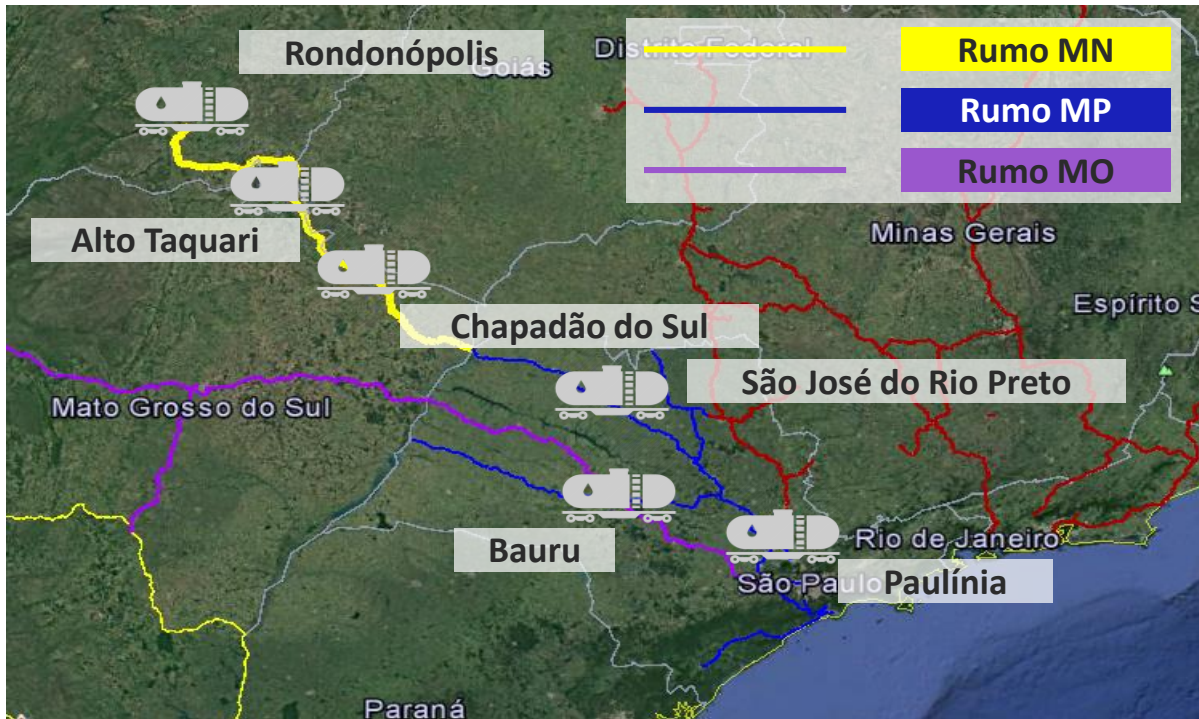 Rondonópolis
Goiás
Distrito Federal
Rumo MN
Rumo MP
Rumo MO
Alto Taquari
Minas Gerais
Espírito S
Chapadão do Sul
São José do Rio Preto
Mato Grosso do Sul
Bauru
Rio de Janeiro
São Paulo
Paulínia
Paraná